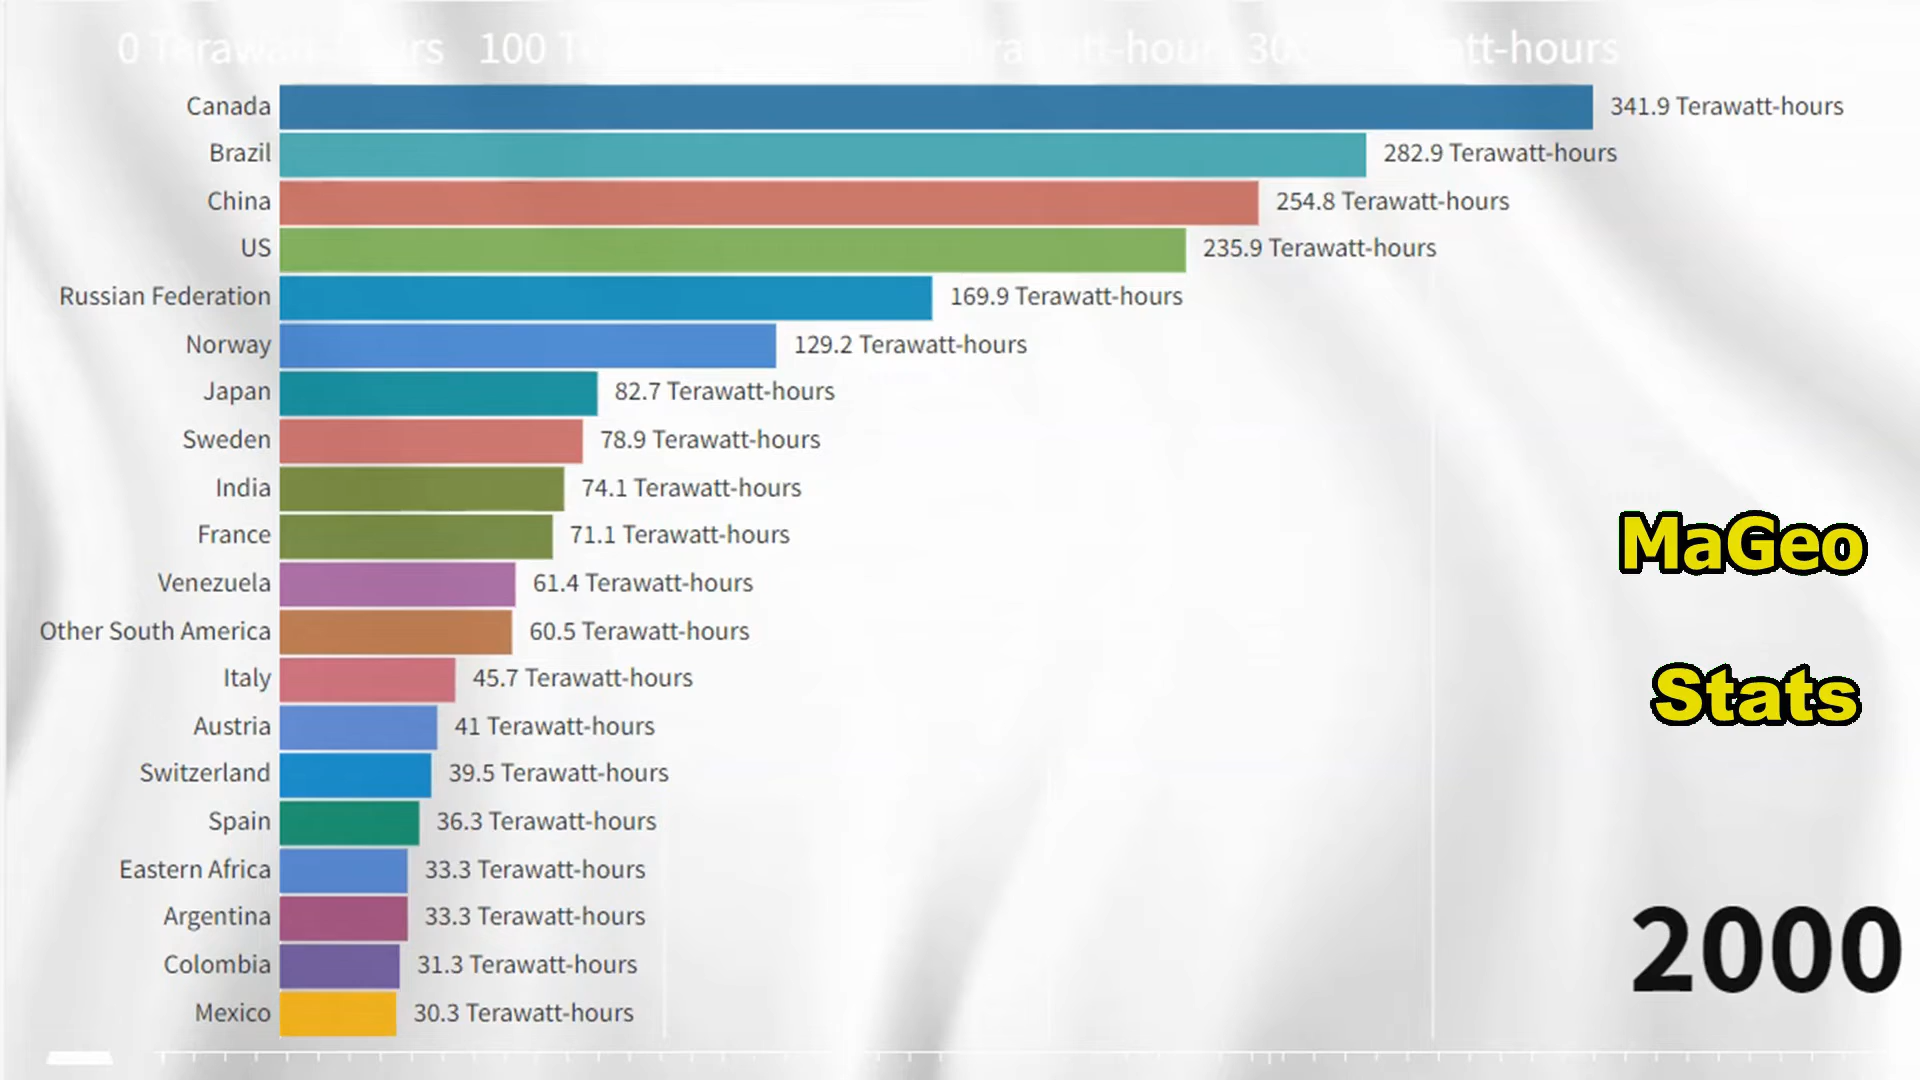 0 Terawatt-hours 100
Canada 341.9 Terawatt-hours
Brazil 282.9 Terawatt-hours
China 254.8 Terawatt-hours
US 235.9 Terawatt-hours
Russian Federation 169.9 Terawatt-hours
Norway 129.2 Terawatt-hours
Japan 82.7 Terawatt-hours
Sweden 78.9 Terawatt-hours
India 74.1 Terawatt-hours
France 71.1 Terawatt-hours
Venezuela 61.4 Terawatt-hours
Other South America 60.5 Terawatt-hours
Italy 45.7 Terawatt-hours
Austria 41 Terawatt-hours
Switzerland 39.5 Terawatt-hours
Spain 36.3 Terawatt-hours
Eastern Africa 33.3 Terawatt-hours
Argentina 33.3 Terawatt-hours
Colombia 31.3 Terawatt-hours
Mexico 30.3 Terawatt-hours
MaGeo
Stats
2000